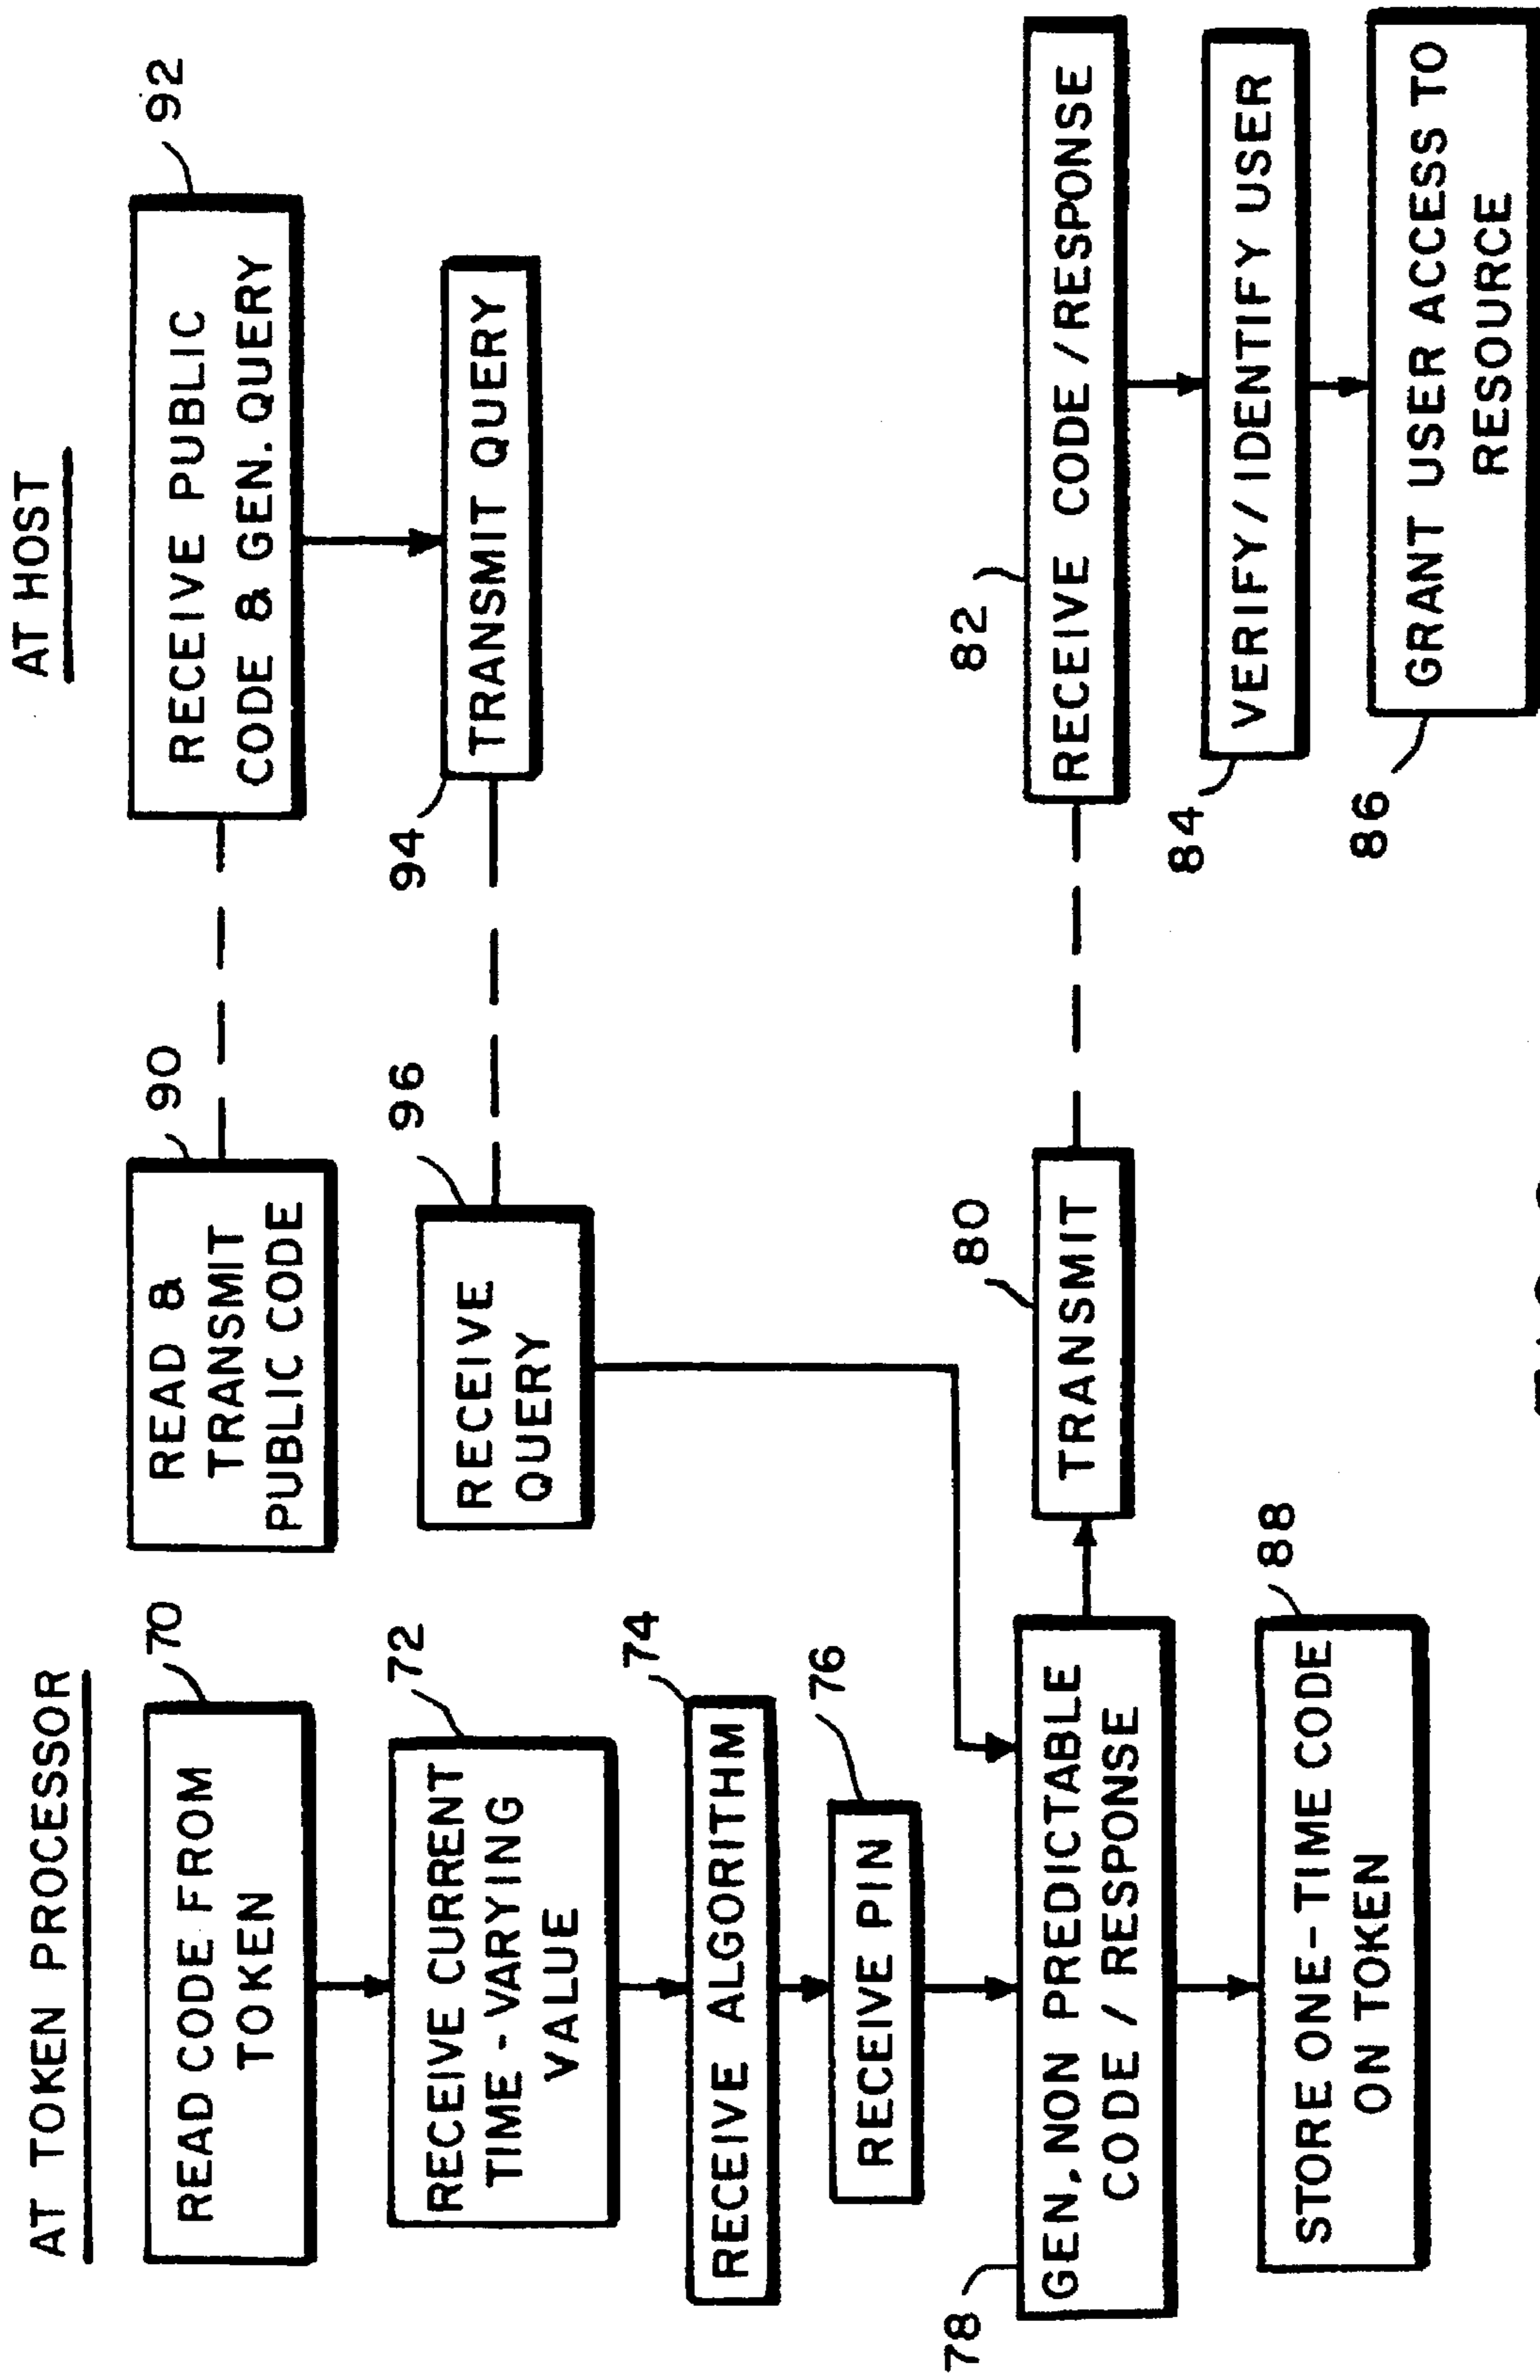 AT TOKEN PROCESSOR
AT HOST
70
READ CODE FROM
TOKEN
90
READ &
TRANSMIT
PUBLIC CODE
92
RECEIVE PUBLIC
CODE & GEN. QUERY
72
RECEIVE CURRENT
TIME-VARYING
VALUE
96
RECEIVE
QUERY
94
TRANSMIT QUERY
74
RECEIVE ALGORITHM
76
RECEIVE PIN
78
GEN. NON PREDICTABLE
CODE / RESPONSE
80
TRANSMIT
82
RECEIVE CODE/RESPONSE
84
VERIFY/IDENTIFY USER
88
STORE ONE-TIME CODE
ON TOKEN
86
GRANT USER ACCESS TO
RESOURCE